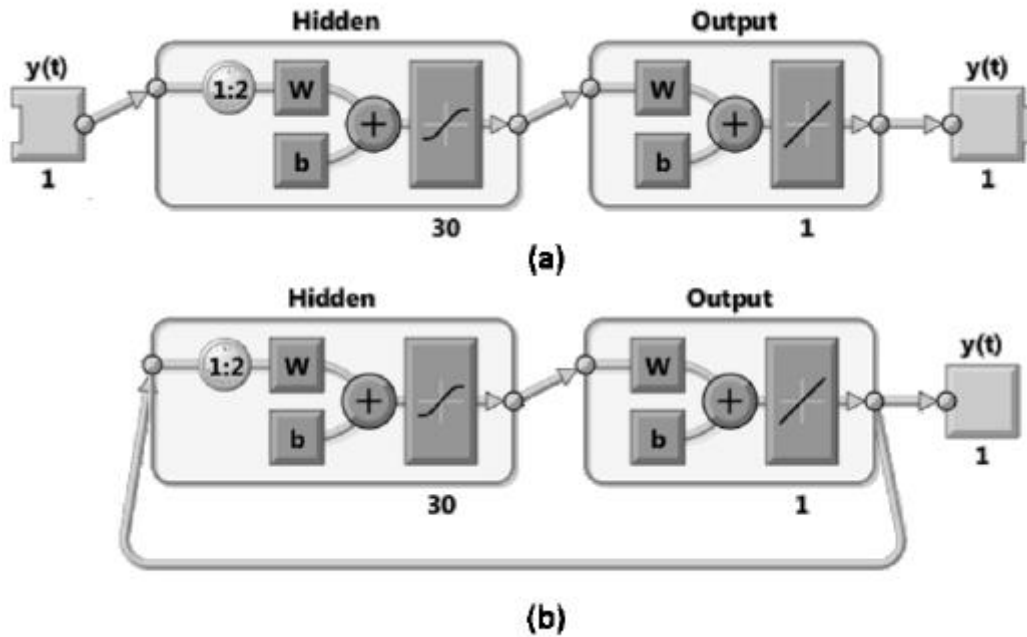 Hidden
Output
y(t)
y(t)
1:2
W
b
+
W
b
+
1
30
1
1
(a)
Hidden
Output
y(t)
1:2
W
b
+
W
b
+
30
1
1
(b)